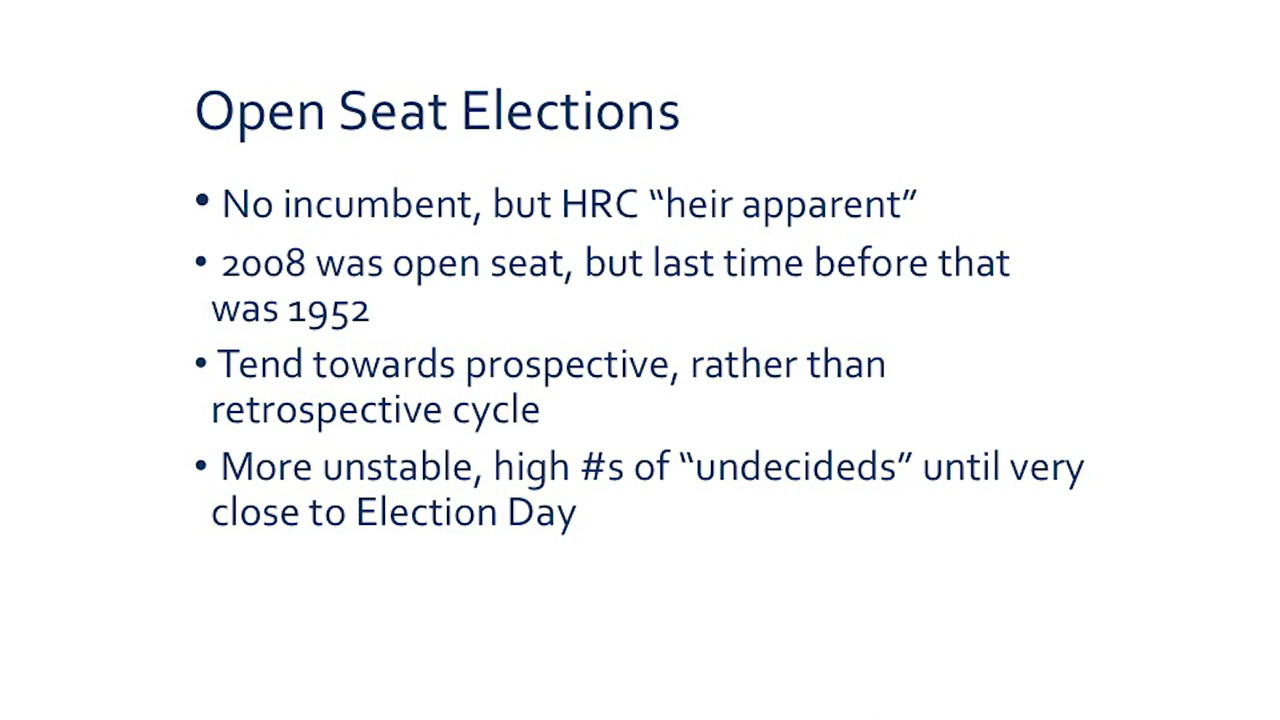 Open Seat Elections
• No incumbent, but HRC “heir apparent”
• 2008 was open seat, but last time before that
was 1952
• Tend towards prospective, rather than
retrospective cycle
• More unstable, high #s of “undecideds” until very
close to Election Day